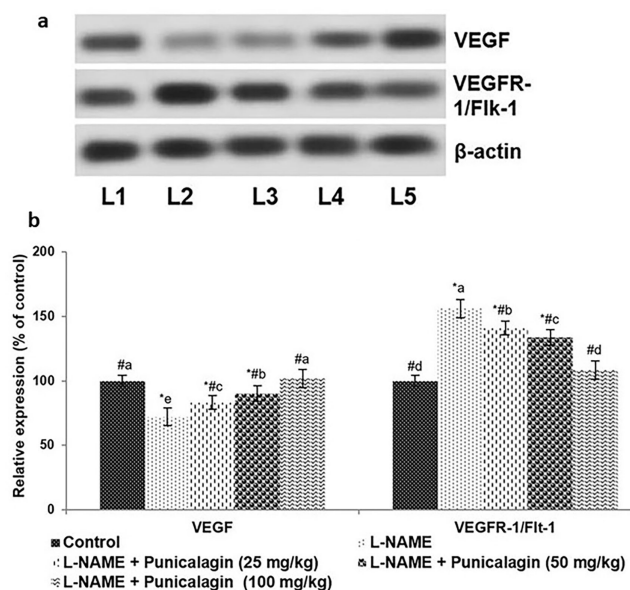 a
VEGF
VEGFR-
1/Flk-1
β-actin
L1 L2 L3 L4 L5
b
Relative expression (% of control)
200
150
100
50
0
#a
*e
*#c
*#b
#a
#d
*a
*#b
*#c
#d
VEGF
VEGFR-1/Flt-1
Control
L-NAME
L-NAME + Punicalagin (25 mg/kg)
L-NAME + Punicalagin (50 mg/kg)
L-NAME + Punicalagin (100 mg/kg)